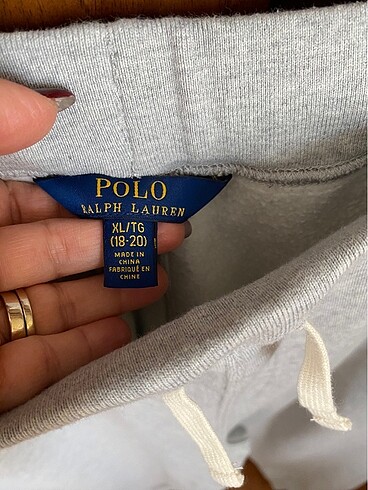 POLO
RALPH LAUREN
XL/TG
(18-20)
MADE IN
CHINA
FABRIQUÉ EN
CHINE